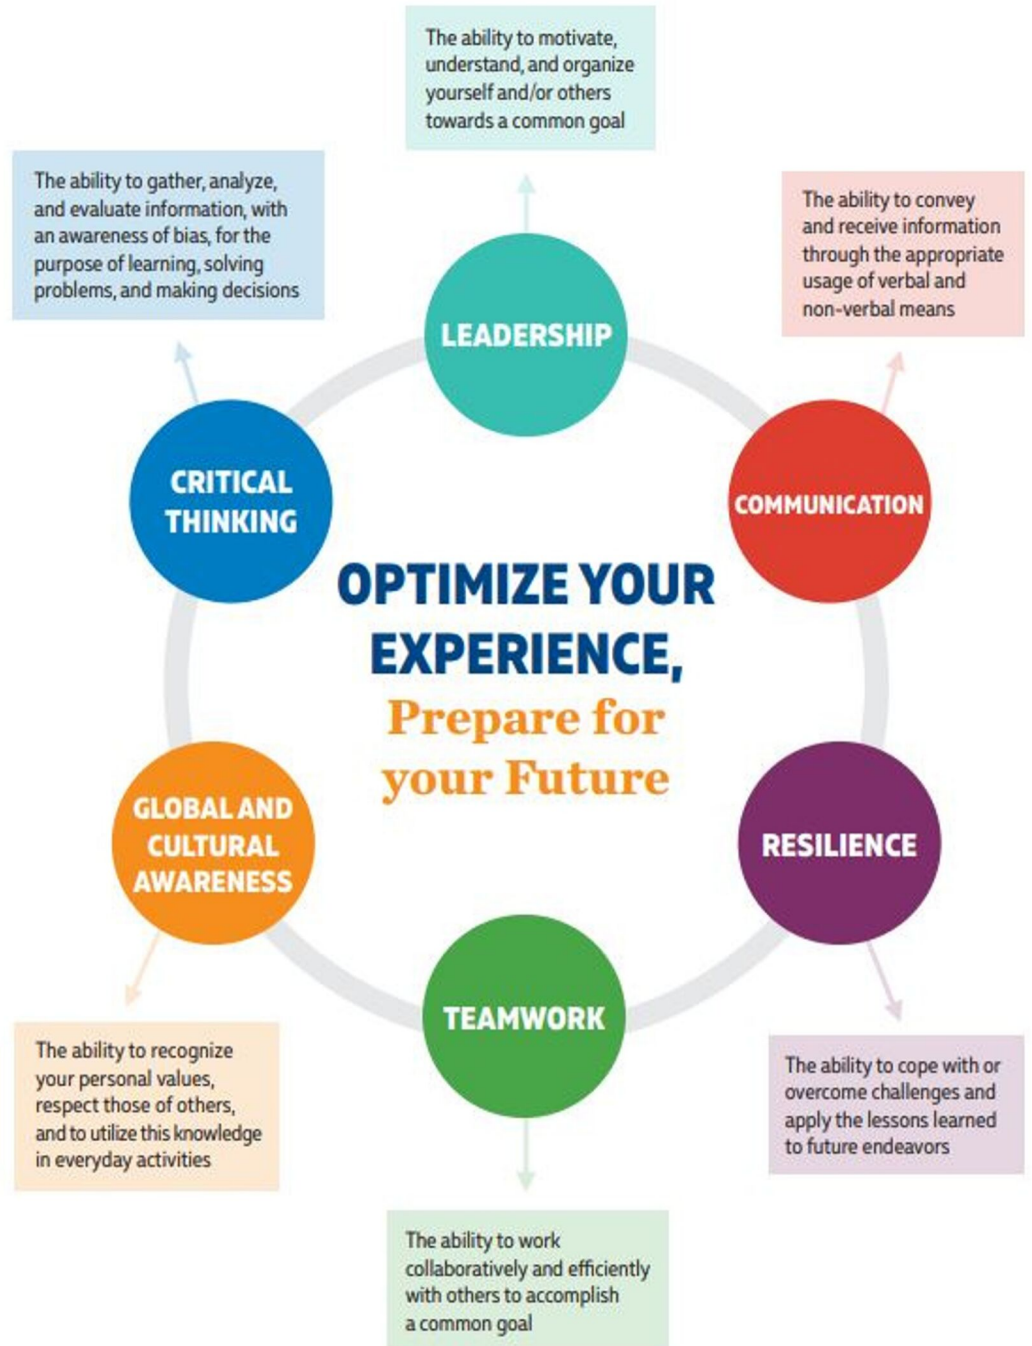 The ability to motivate,
understand, and organize
yourself and/or others
towards a common goal
The ability to gather, analyze,
and evaluate information, with
an awareness of bias, for the
purpose of learning, solving
problems, and making decisions
The ability to convey
and receive information
through the appropriate
usage of verbal and
non-verbal means
LEADERSHIP
CRITICAL
THINKING
COMMUNICATION
OPTIMIZE YOUR
EXPERIENCE,
Prepare for
your Future
GLOBAL AND
CULTURAL
AWARENESS
RESILIENCE
TEAMWORK
The ability to recognize
your personal values,
respect those of others,
and to utilize this knowledge
in everyday activities
The ability to cope with or
overcome challenges and
apply the lessons learned
to future endeavors
The ability to work
collaboratively and efficiently
with others to accomplish
a common goal